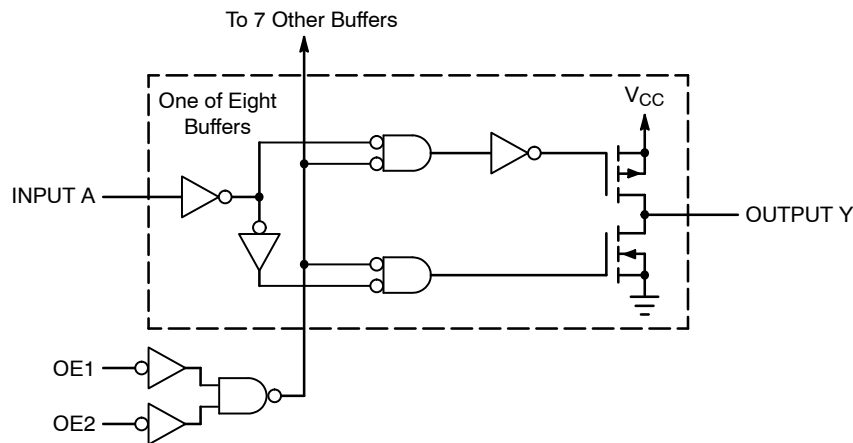 To 7 Other Buffers
One of Eight
Buffers
VCC
INPUT A
OUTPUT Y
OE1
OE2